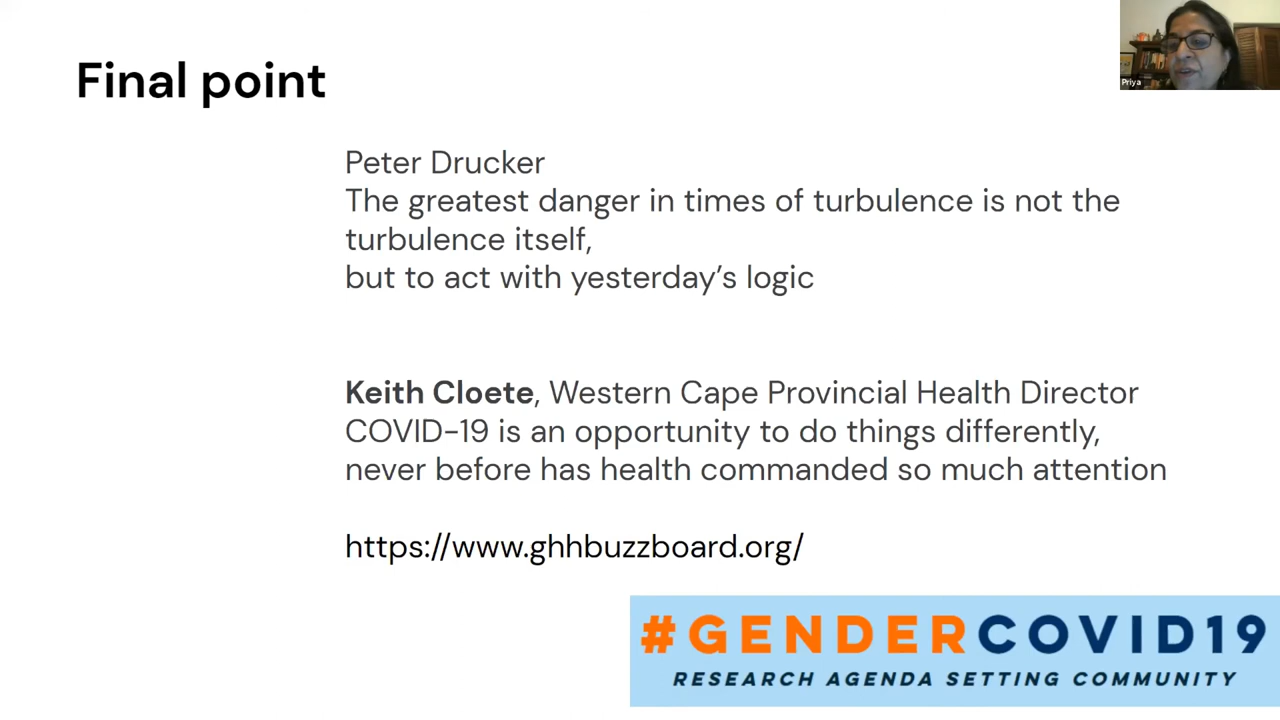 Final point
Priya
Peter Drucker
The greatest danger in times of turbulence is not the
turbulence itself,
but to act with yesterday’s logic
Keith Cloete, Western Cape Provincial Health Director
COVID-19 is an opportunity to do things differently,
never before has health commanded so much attention
https://www.ghhbuzzboard.org/
#GENDERCOVID19
RESEARCH AGENDA SETTING COMMUNITY